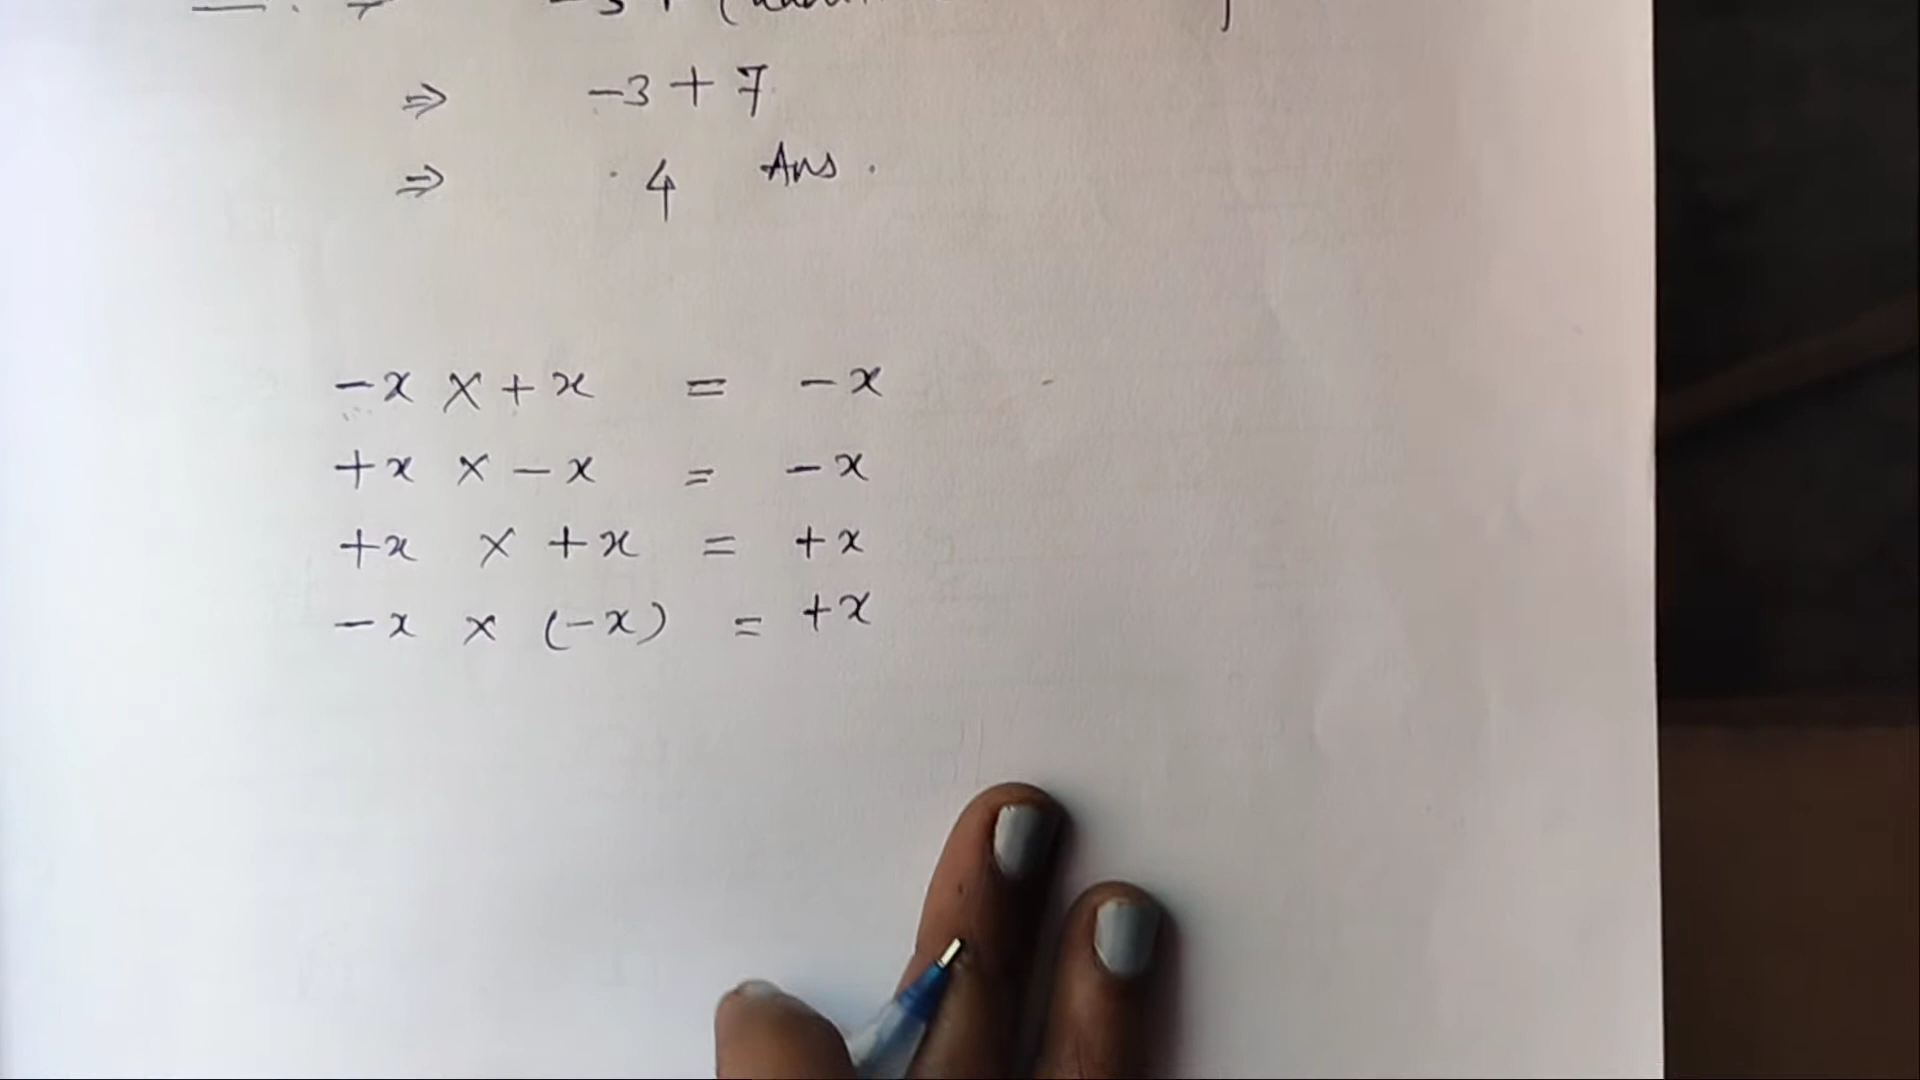 ⇒ -3 + 7
⇒ 4 Ans.
-x × +x = -x
+x × -x = -x
+x × +x = +x
-x × (-x) = +x